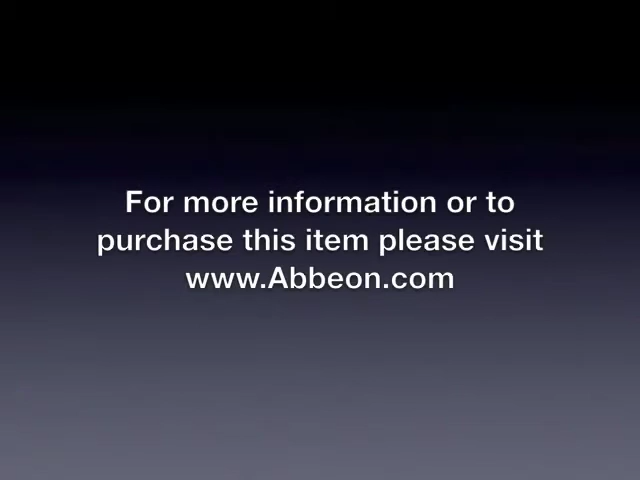 For more information or to
purchase this item please visit
www.Abbeon.com